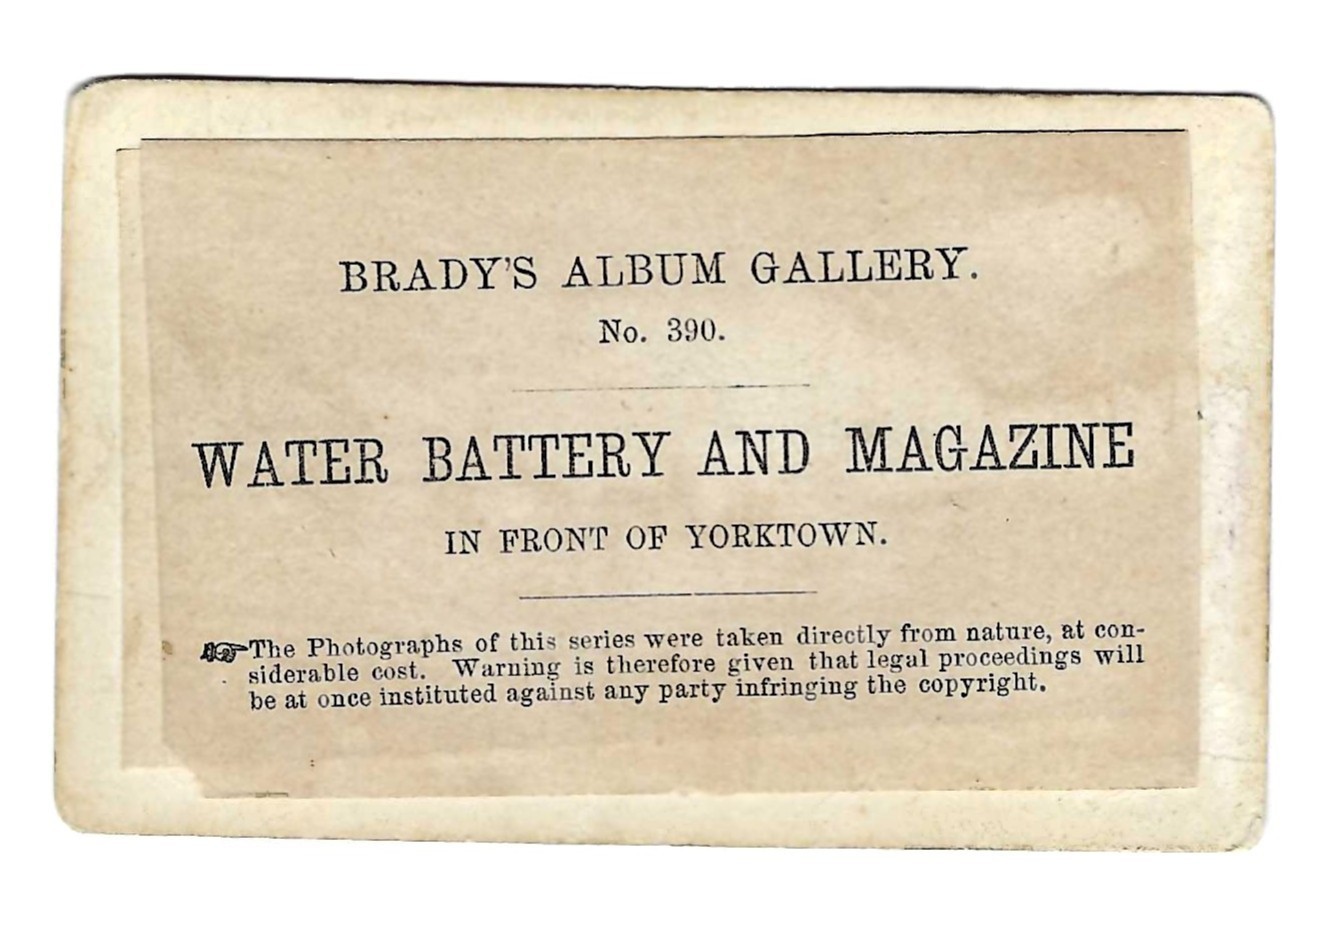 BRADY'S ALBUM GALLERY.
No. 390.
WATER BATTERY AND MAGAZINE
IN FRONT OF YORKTOWN.
☞The Photographs of this series were taken directly from nature, at con-
siderable cost. Warning is therefore given that legal proceedings will
be at once instituted against any party infringing the copyright.